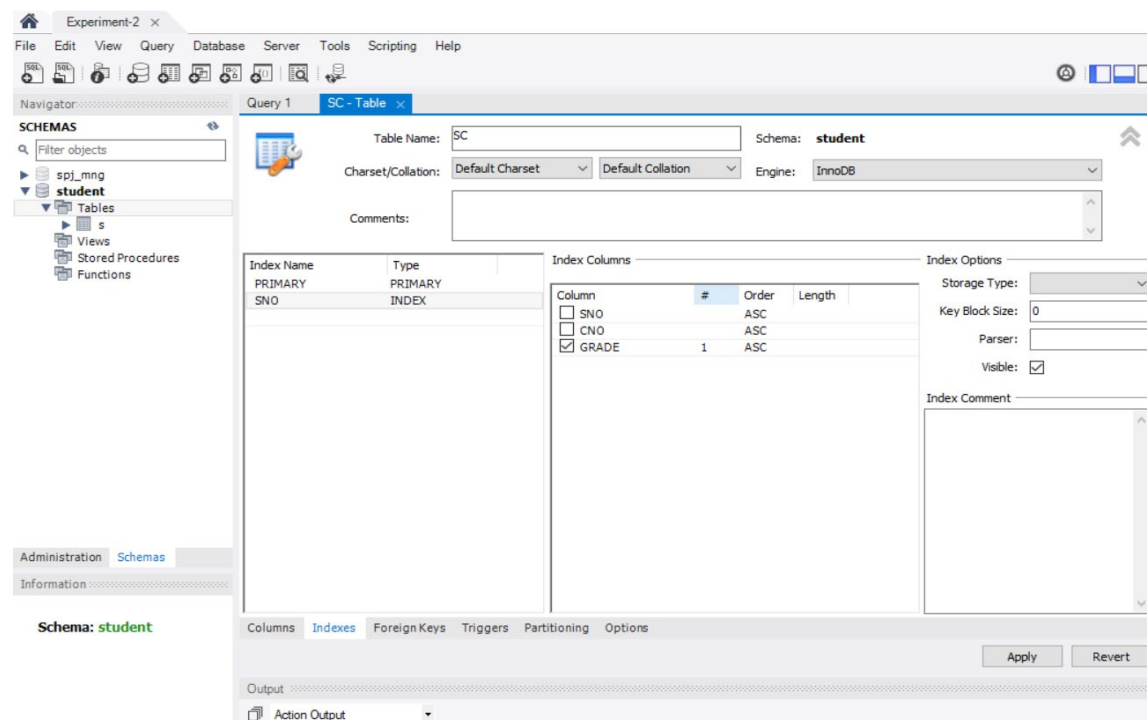 Experiment-2 ×
File Edit View Query Database Server Tools Scripting Help
SQL SQL
Navigator
SCHEMAS
Filter objects
spj_mng
student
Tables
s
Views
Stored Procedures
Functions
Administration Schemas
Information
Schema: student
Query 1 SC - Table ×
Table Name: SC Schema: student
Charset/Collation: Default Charset Default Collation Engine: InnoDB
Comments:
Index Name Type
PRIMARY PRIMARY
SNO INDEX
Index Columns
Column # Order Length
SNO ASC
CNO ASC
GRADE 1 ASC
Index Options
Storage Type:
Key Block Size: 0
Parser:
Visible:
Index Comment
Columns Indexes Foreign Keys Triggers Partitioning Options
Apply Revert
Output
Action Output